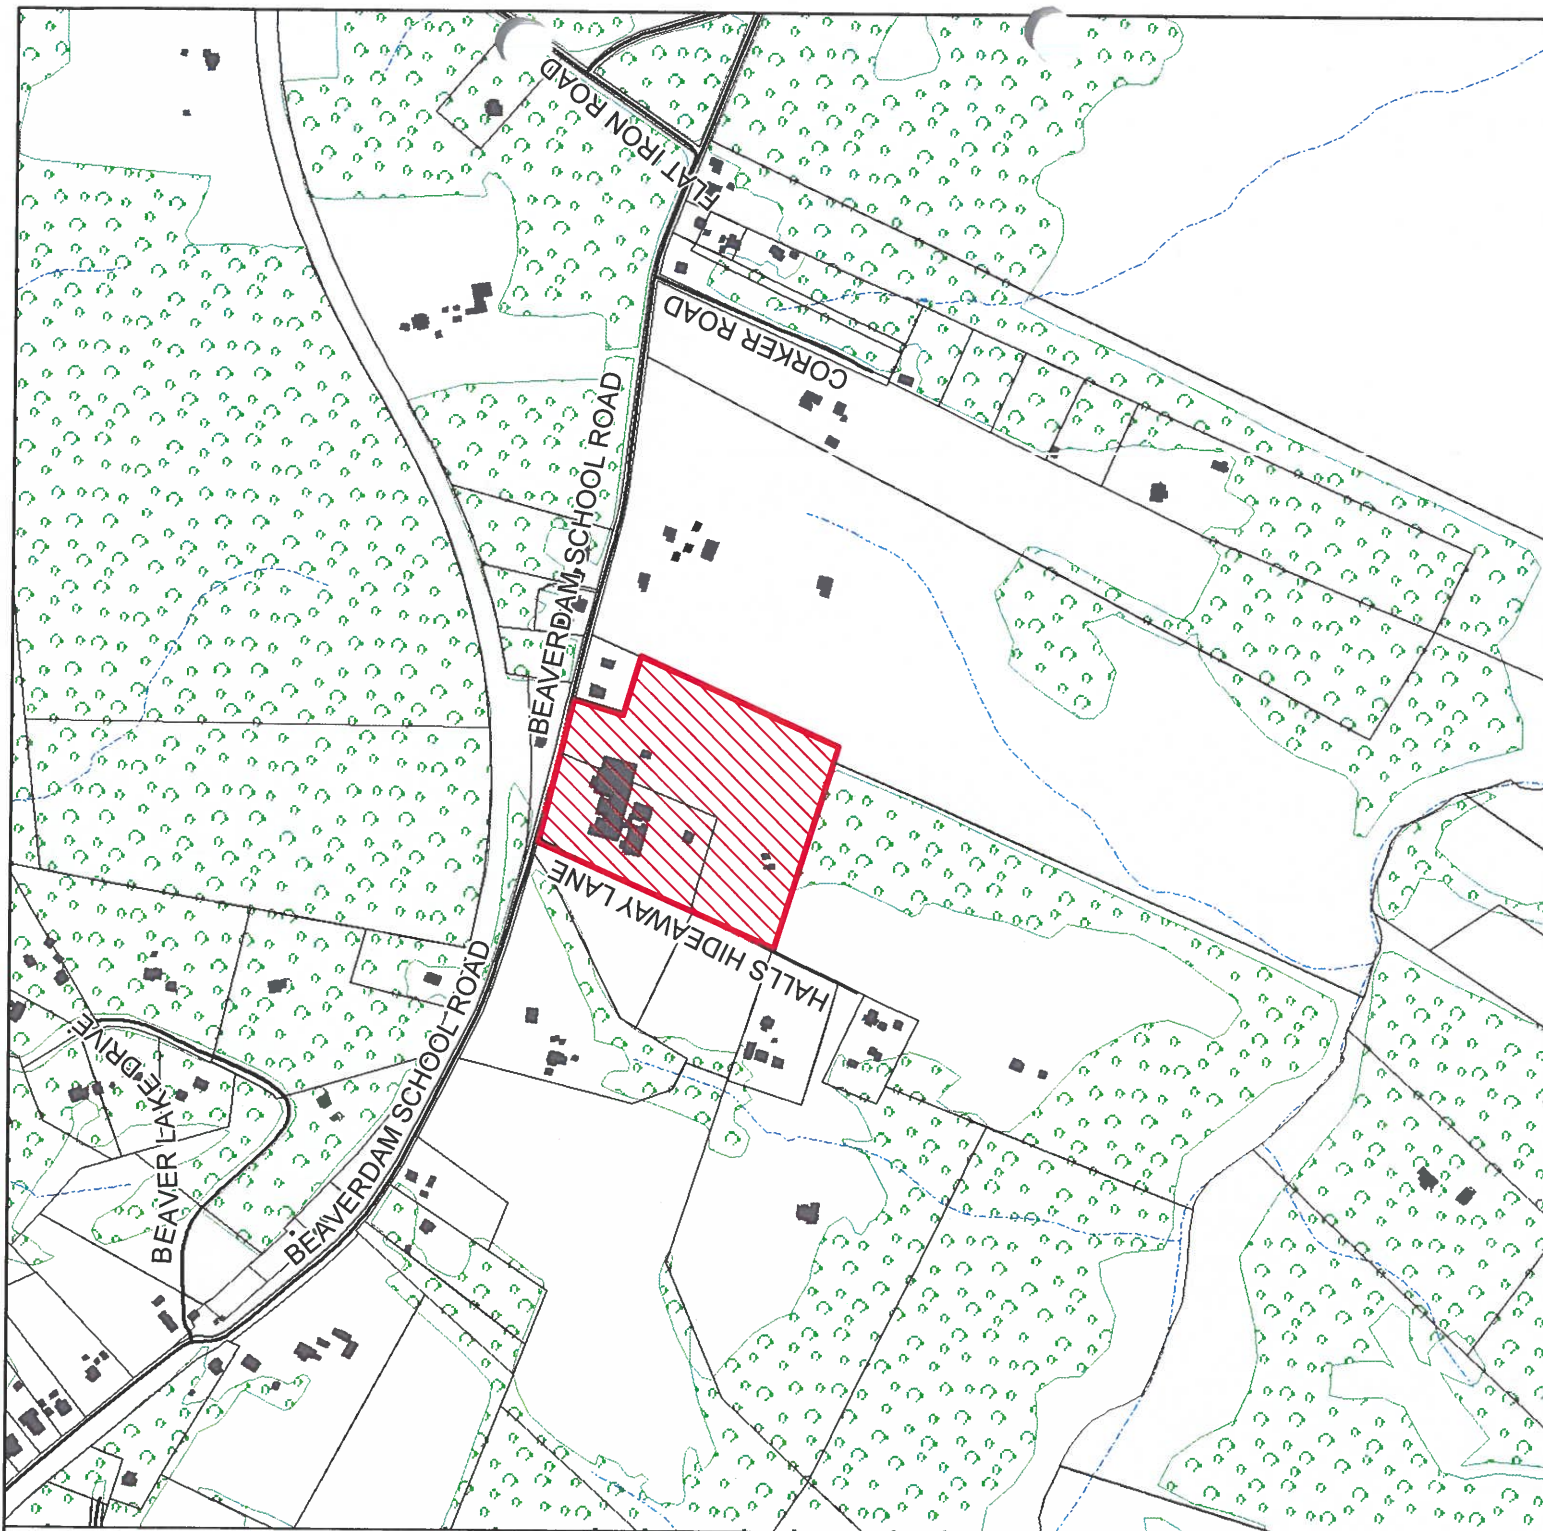 FLAT IRON ROAD
CORKER ROAD
BEAVERDAM SCHOOL ROAD
BEAVERDAM SCHOOL ROAD
HALLS HIDEAWAY LANE
BEAVER LAKE DRIVE
BEAVERDAM SCHOOL ROAD